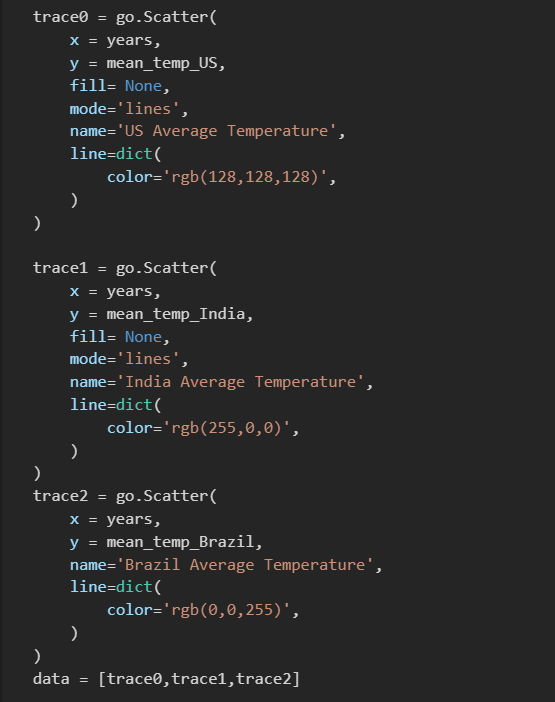 trace0 = go.Scatter(
    x = years,
    y = mean_temp_US,
    fill= None,
    mode='lines',
    name='US Average Temperature',
    line=dict(
        color='rgb(128,128,128)',
    )
)
trace1 = go.Scatter(
    x = years,
    y = mean_temp_India,
    fill= None,
    mode='lines',
    name='India Average Temperature',
    line=dict(
        color='rgb(255,0,0)',
    )
)
trace2 = go.Scatter(
    x = years,
    y = mean_temp_Brazil,
    name='Brazil Average Temperature',
    line=dict(
        color='rgb(0,0,255)',
    )
)
data = [trace0,trace1,trace2]